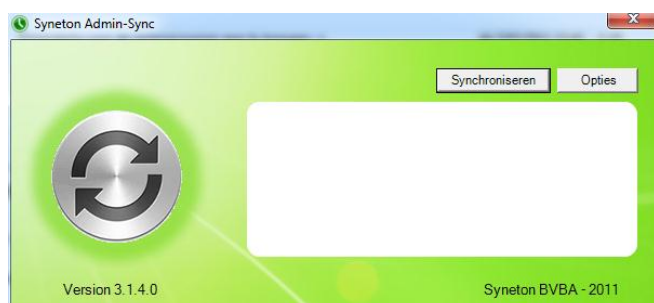 Syneton Admin-Sync
Synchroniseren Opties
Version 3.1.4.0 Syneton BVBA - 2011